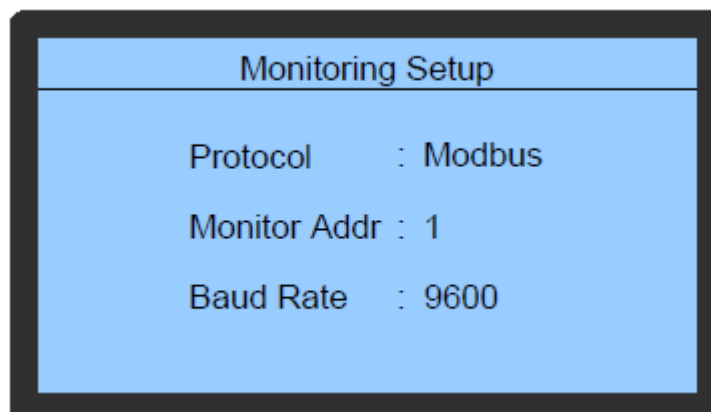 Monitoring Setup
Protocol : Modbus
Monitor Addr : 1
Baud Rate : 9600